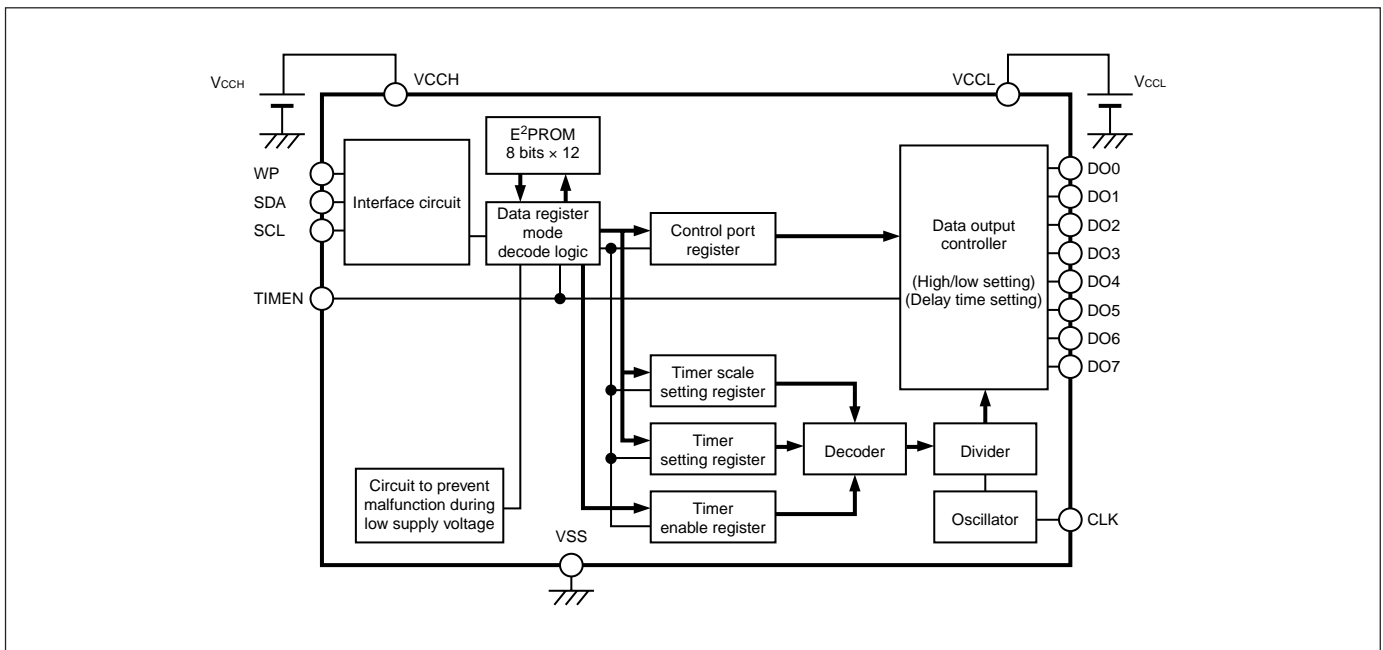 VCCH
VCCH
VCCL
VCCL
E2PROM
8 bits × 12
WP
SDA
SCL
TIMEN
Interface circuit
Data register
mode
decode logic
Control port
register
Data output
controller
(High/low setting)
(Delay time setting)
DO0
DO1
DO2
DO3
DO4
DO5
DO6
DO7
Timer scale
setting register
Timer
setting register
Decoder
Divider
Circuit to prevent
malfunction during
low supply voltage
Timer
enable register
Oscillator
CLK
VSS